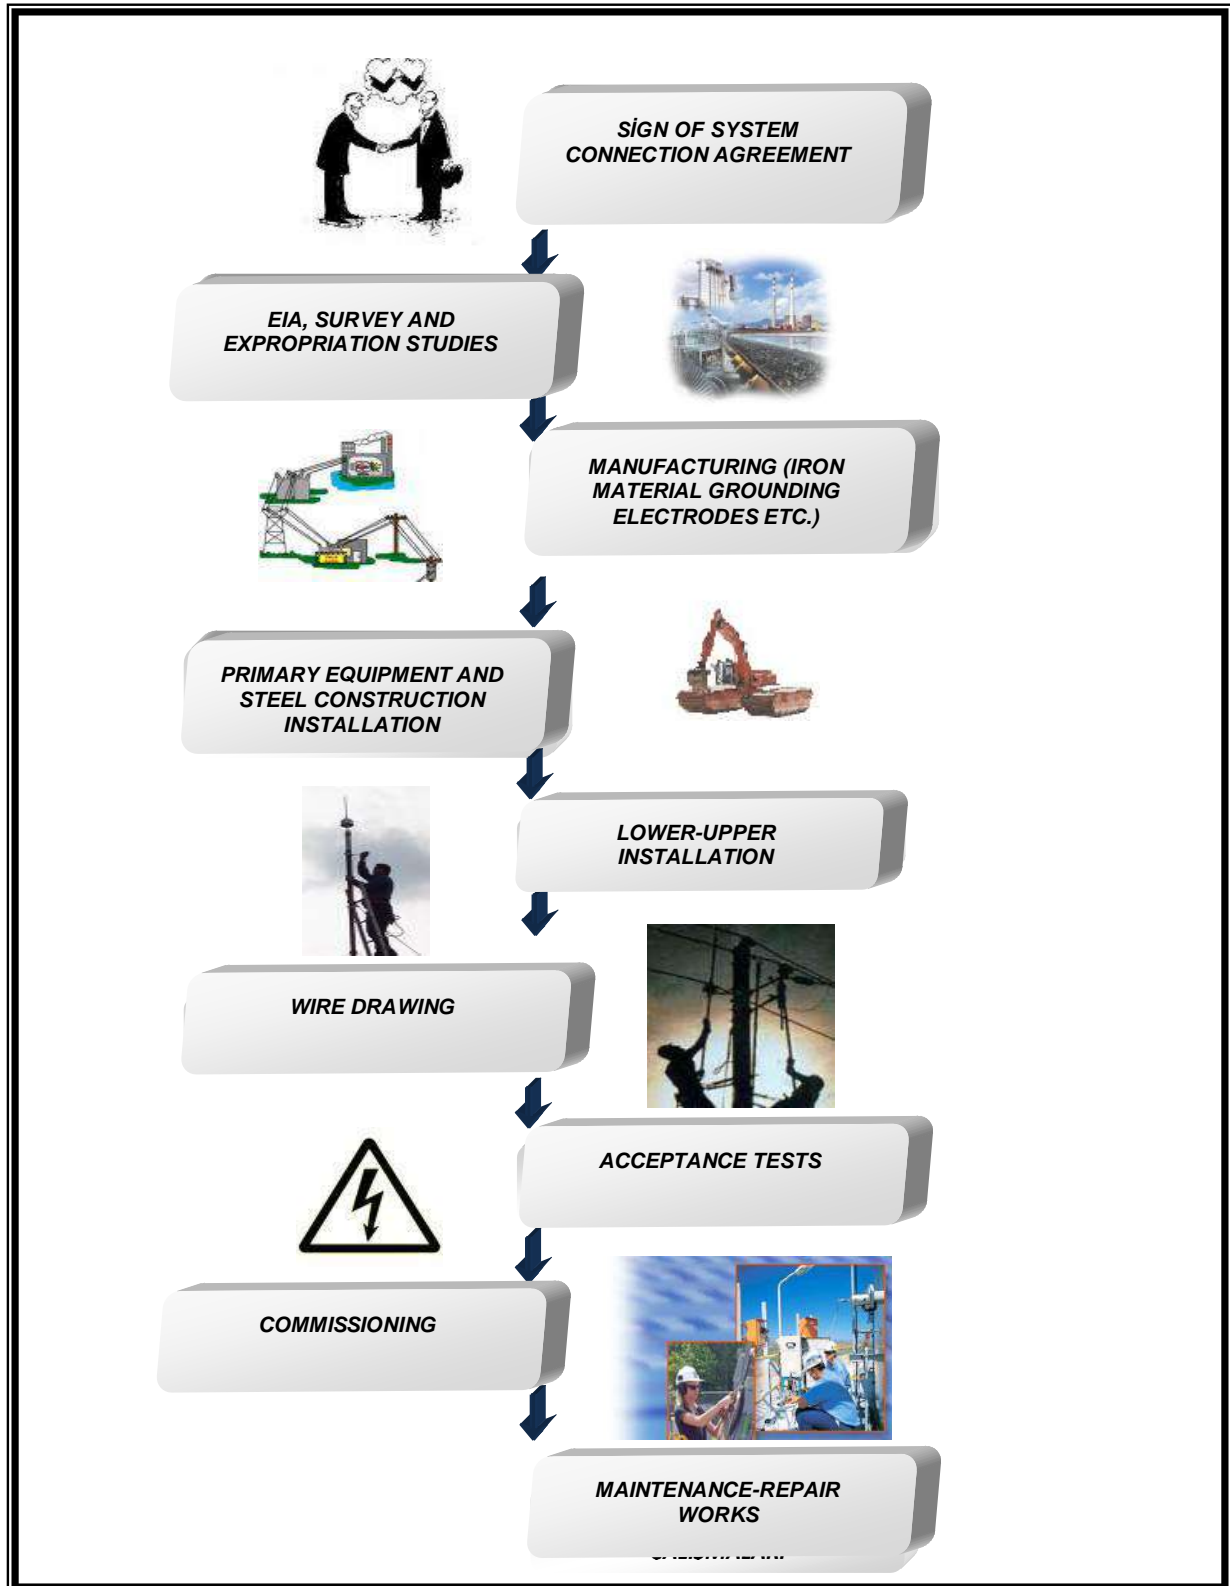 SİGN OF SYSTEM
CONNECTION AGREEMENT
EIA, SURVEY AND
EXPROPRIATION STUDIES
MANUFACTURING (IRON
MATERIAL GROUNDING
ELECTRODES ETC.)
PRIMARY EQUIPMENT AND
STEEL CONSTRUCTION
INSTALLATION
LOWER-UPPER
INSTALLATION
WIRE DRAWING
ACCEPTANCE TESTS
COMMISSIONING
MAINTENANCE-REPAIR
WORKS